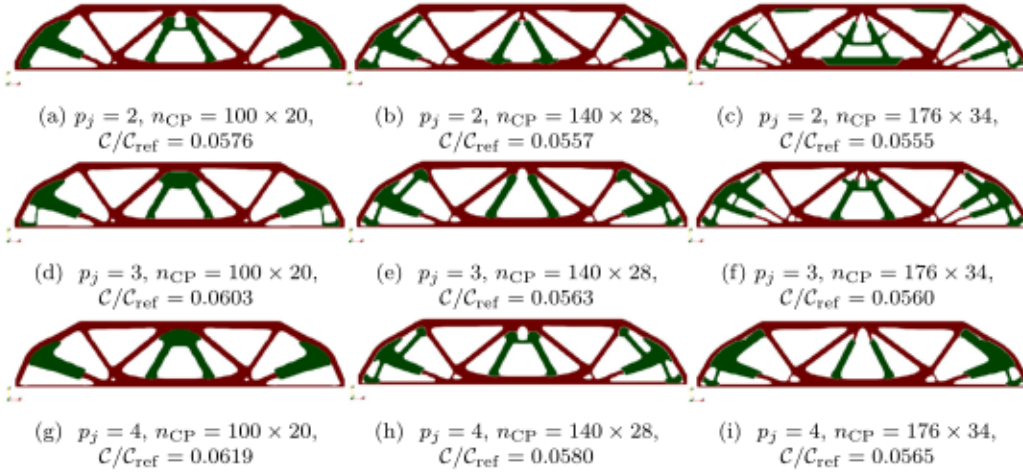 (a) p_j = 2, n_CP = 100 × 20,
C/C_ref = 0.0576
(b) p_j = 2, n_CP = 140 × 28,
C/C_ref = 0.0557
(c) p_j = 2, n_CP = 176 × 34,
C/C_ref = 0.0555
(d) p_j = 3, n_CP = 100 × 20,
C/C_ref = 0.0603
(e) p_j = 3, n_CP = 140 × 28,
C/C_ref = 0.0563
(f) p_j = 3, n_CP = 176 × 34,
C/C_ref = 0.0560
(g) p_j = 4, n_CP = 100 × 20,
C/C_ref = 0.0619
(h) p_j = 4, n_CP = 140 × 28,
C/C_ref = 0.0580
(i) p_j = 4, n_CP = 176 × 34,
C/C_ref = 0.0565